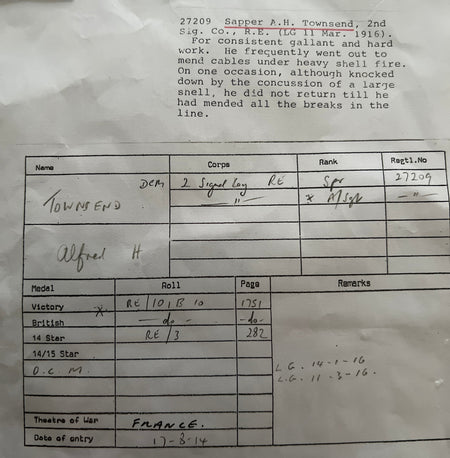 27209 Sapper A.H. Townsend, 2nd
Sig. Co., R.E. (LG 11 Mar. 1916).
For consistent gallant and hard
work. He frequently went out to
mend cables under heavy shell fire.
On one occasion, although knocked
down by the concussion of a large
shell, he did not return till he
had mended all the breaks in the
line.
Name Corps Rank Regtl.No
DCM 2 Signal Coy RE Spr 27209
TOWNSEND — " — * A/Sgt — " —
Alfred H
Medal Roll Page Remarks
Victory X. RE/101B 10 1751
British — do — — do —
14 Star RE/3 282
14/15 Star L.G. 14-1-16
D.C.M. L.G. 11-3-16.
Theatre of War FRANCE.
Date of entry 17-8-14